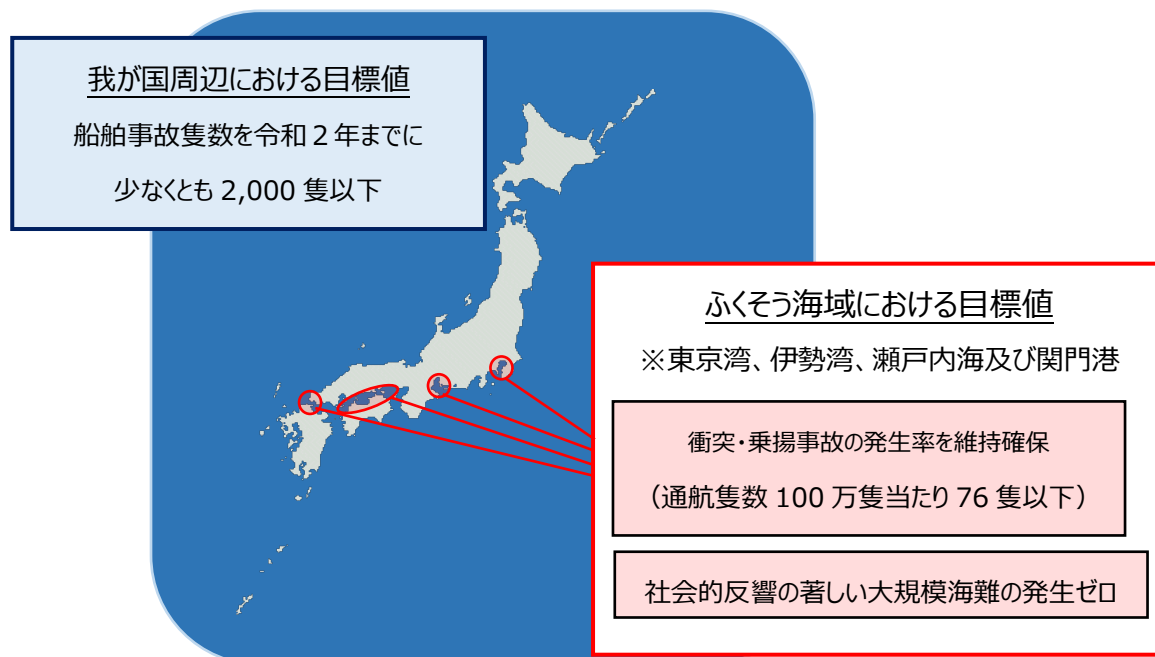 我が国周辺における目標値
船舶事故隻数を令和 2 年までに
少なくとも 2,000 隻以下
ふくそう海域における目標値
※東京湾、伊勢湾、瀬戸内海及び関門港
衝突・乗揚事故の発生率を維持確保
（通航隻数 100 万隻当たり 76 隻以下）
社会的反響の著しい大規模海難の発生ゼロ